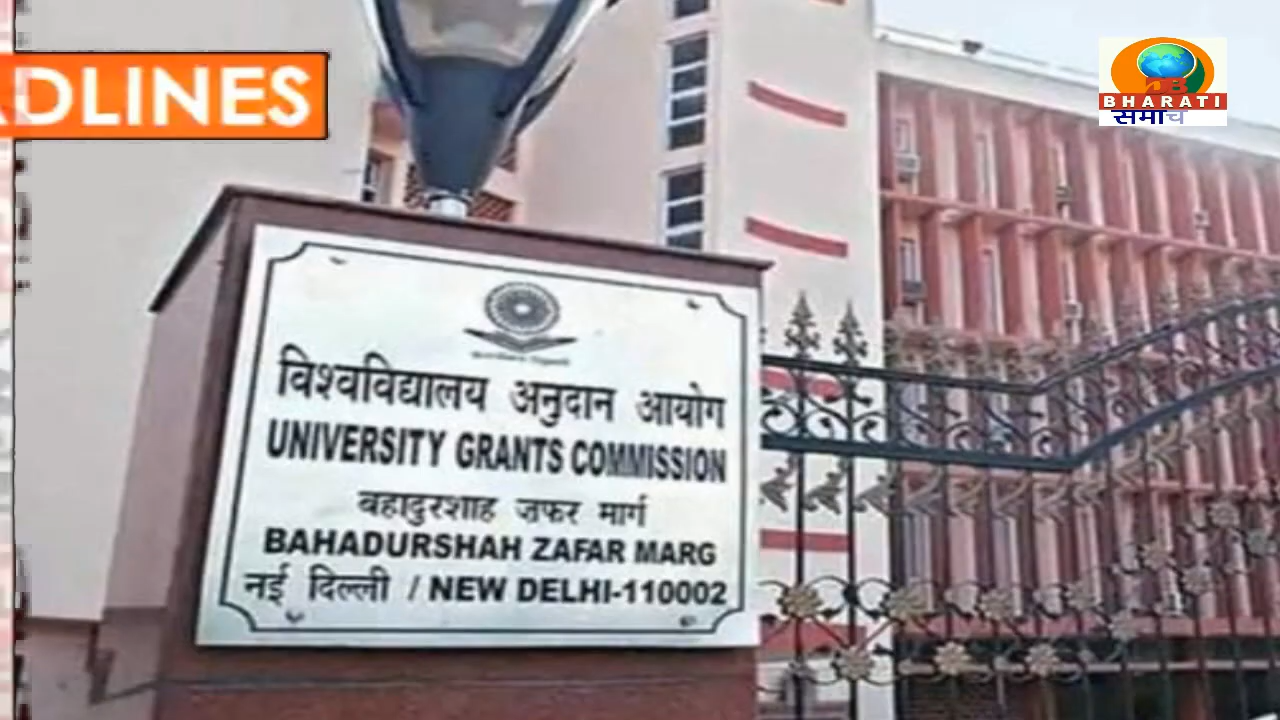 DLINES
BHARATI
समाच
विश्वविद्यालय अनुदान आयोग
UNIVERSITY GRANTS COMMISSION
बहादुरशाह जफर मार्ग
BAHADURSHAH ZAFAR MARG
नई दिल्ली / NEW DELHI-110002